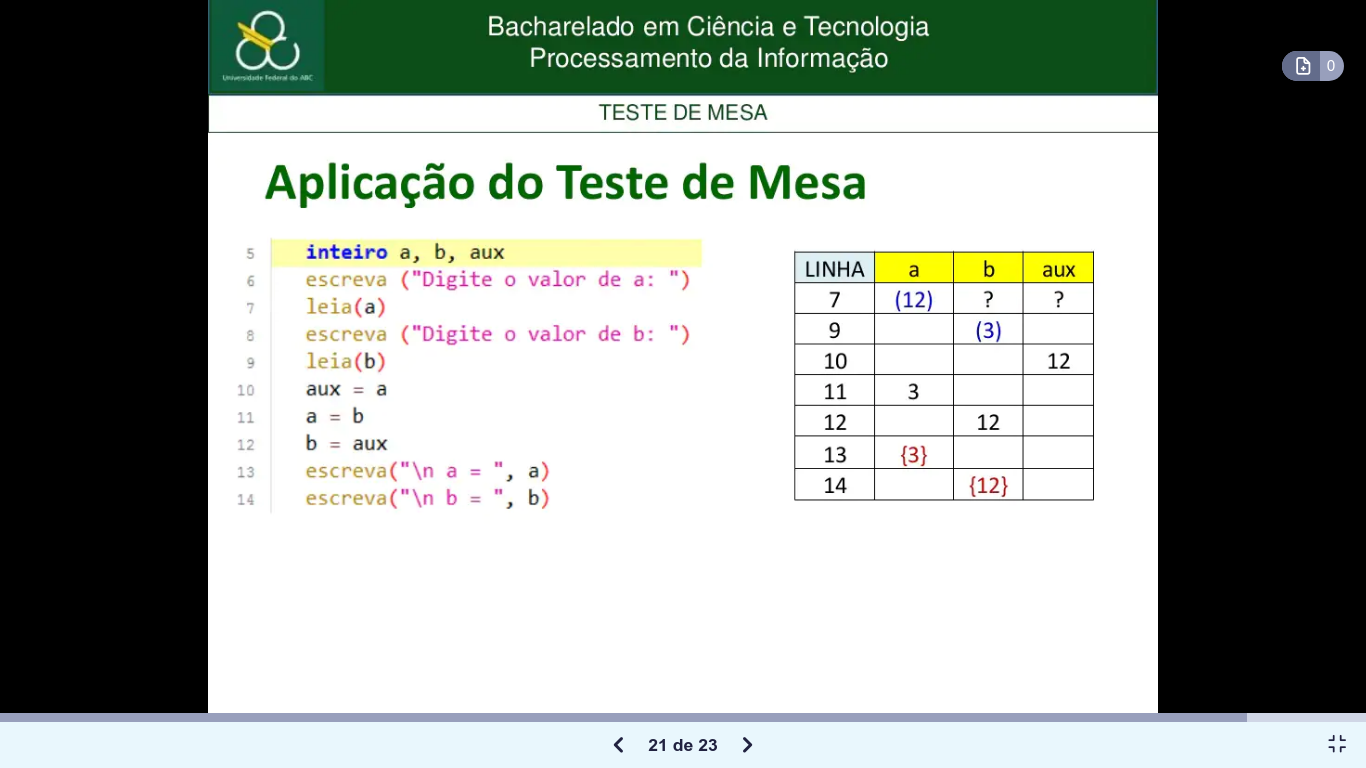 Bacharelado em Ciência e Tecnologia
Processamento da Informação
Universidade Federal do ABC
0
TESTE DE MESA
Aplicação do Teste de Mesa
5 inteiro a, b, aux
6 escreva ("Digite o valor de a: ")
7 leia(a)
8 escreva ("Digite o valor de b: ")
9 leia(b)
10 aux = a
11 a = b
12 b = aux
13 escreva("\n a = ", a)
14 escreva("\n b = ", b)
LINHA a b aux
7 (12) ? ?
9 (3)
10 12
11 3
12 12
13 {3}
14 {12}
21 de 23